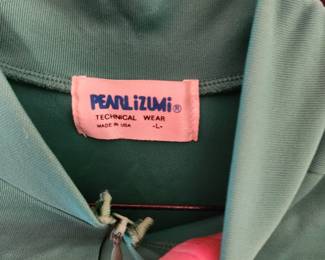 PEARL iZUMi®
TECHNICAL WEAR
MADE IN USA -L-